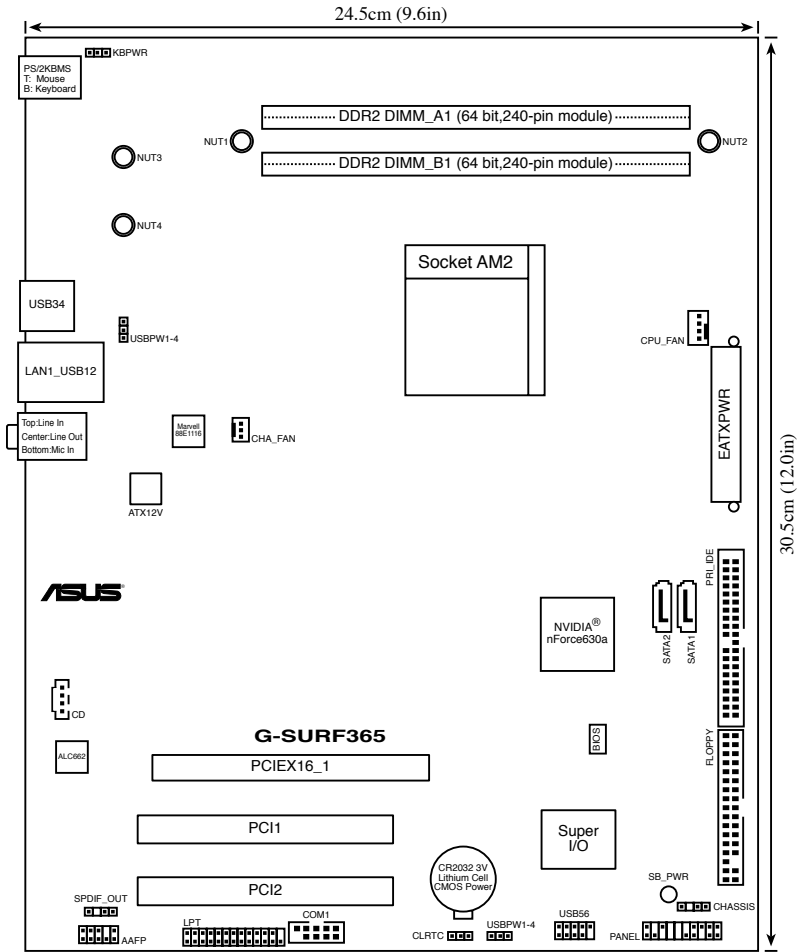 24.5cm (9.6in)
KBPWR
PS/2KBMS
T: Mouse
B: Keyboard
DDR2 DIMM_A1 (64 bit,240-pin module)
NUT1
NUT2
NUT3
DDR2 DIMM_B1 (64 bit,240-pin module)
NUT4
Socket AM2
USB34
USBPW1-4
CPU_FAN
LAN1_USB12
EATXPWR
Top:Line In
Center:Line Out
Bottom:Mic In
Marvell
88E1116
CHA_FAN
30.5cm (12.0in)
ATX12V
PRI_IDE
ASUS
NVIDIA®
nForce630a
SATA2
SATA1
CD
G-SURF365
BIOS
FLOPPY
ALC662
PCIEX16_1
PCI1
Super
I/O
CR2032 3V
Lithium Cell
CMOS Power
SB_PWR
PCI2
SPDIF_OUT
CHASSIS
AAFP
LPT
COM1
CLRTC
USBPW1-4
USB56
PANEL